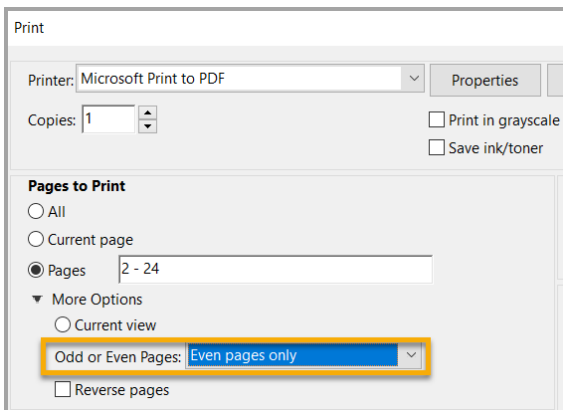 Print
Printer: Microsoft Print to PDF Properties
Copies: 1 Print in grayscale
Save ink/toner
Pages to Print
All
Current page
Pages 2 - 24
More Options
Current view
Odd or Even Pages: Even pages only
Reverse pages